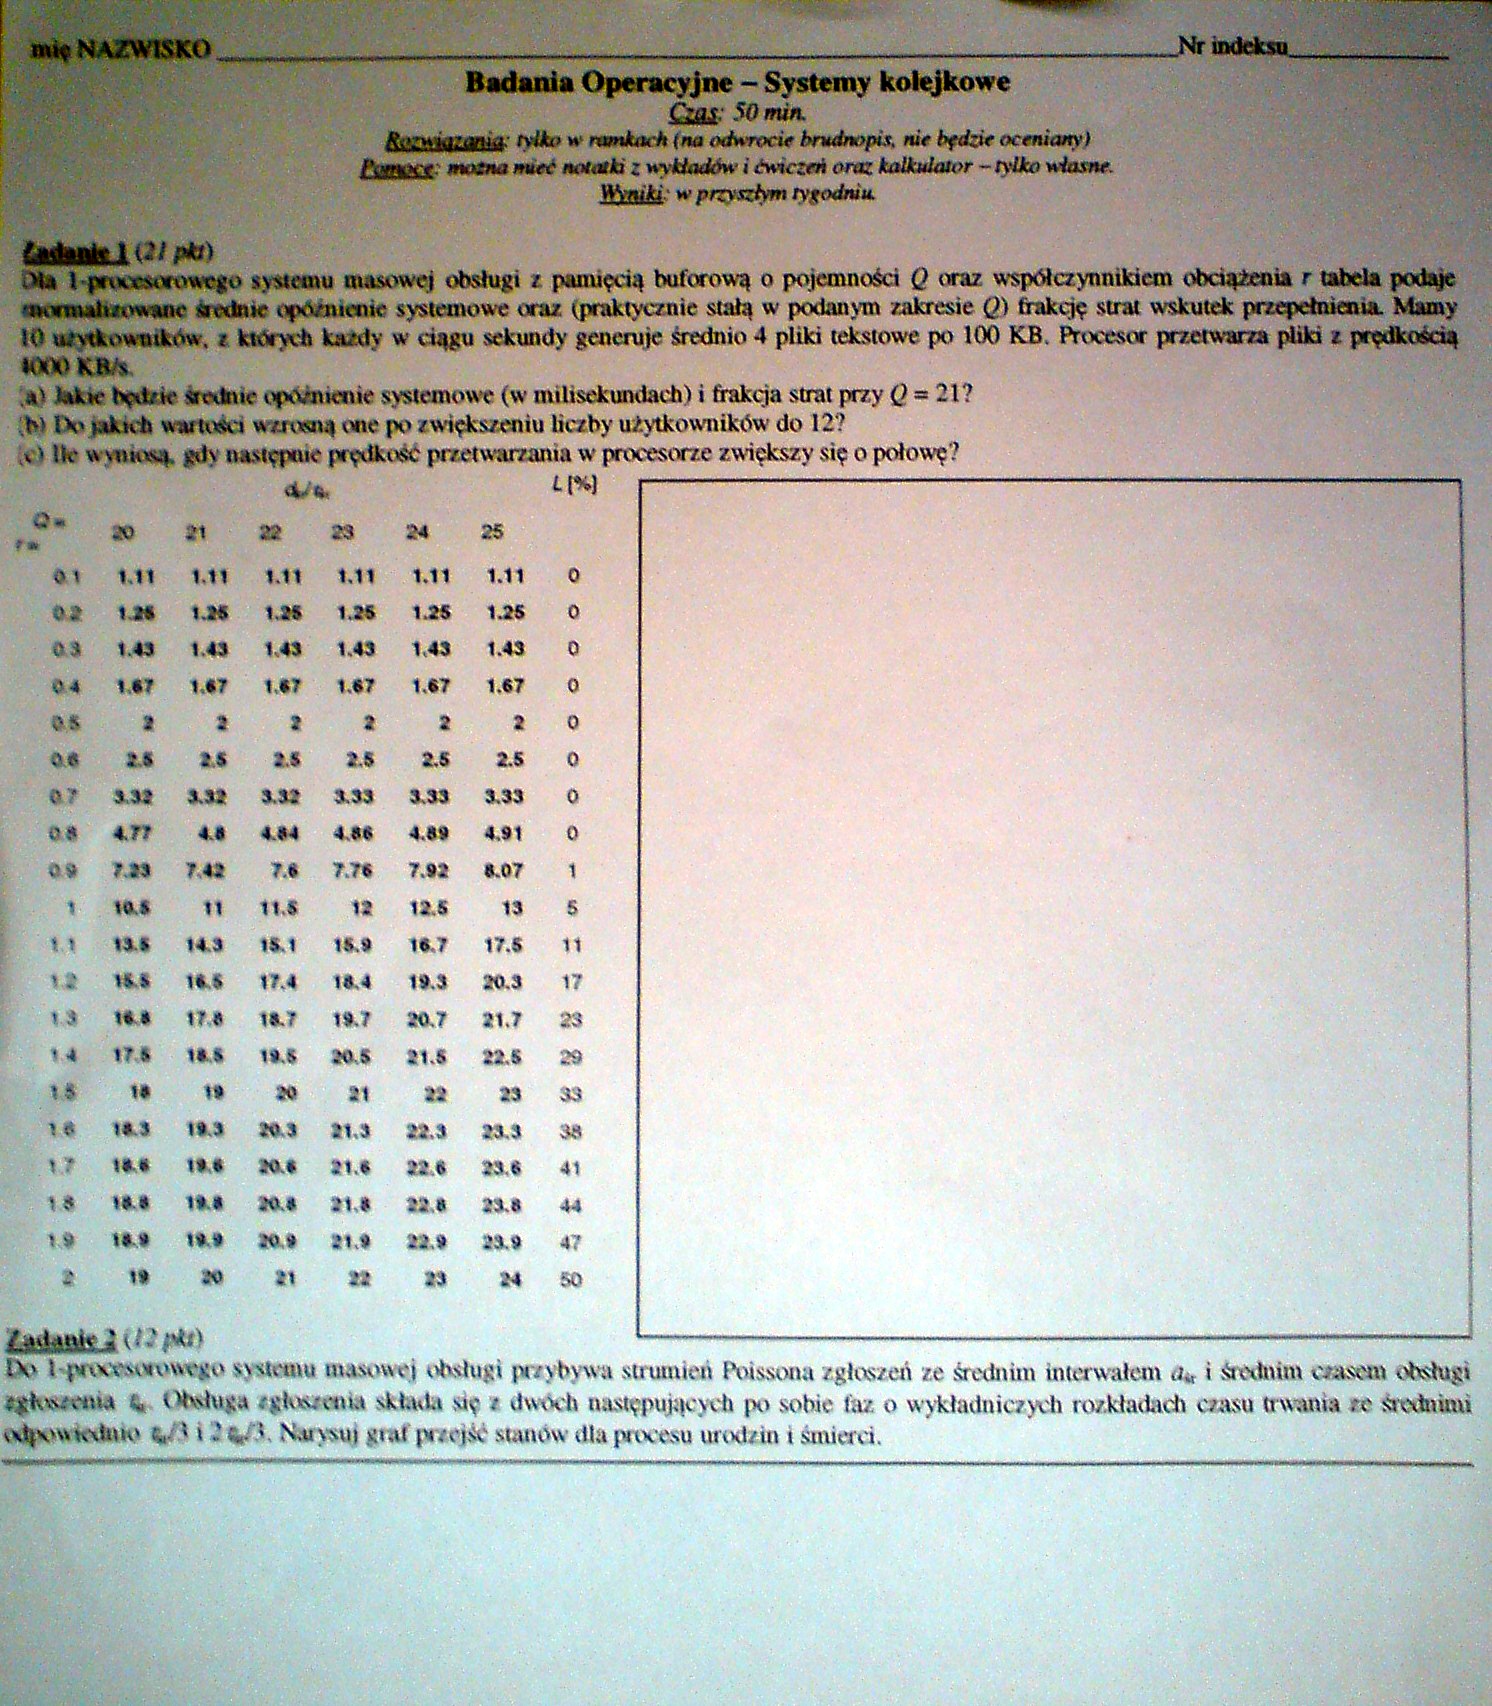 mię NAZWISKO Nr indeksu
Badania Operacyjne – Systemy kolejkowe
Czas: 50 min.
Rozwiązania: tylko w ramkach (na odwrocie brudnopis, nie będzie oceniany)
Pomoce: można mieć notatki z wykładów i ćwiczeń oraz kalkulator – tylko własne.
Wyniki: w przyszłym tygodniu.
Zadanie 1 (21 pkt)
Dla 1-procesorowego systemu masowej obsługi z pamięcią buforową o pojemności Q oraz współczynnikiem obciążenia r tabela podaje
znormalizowane średnie opóźnienie systemowe oraz (praktycznie stałą w podanym zakresie Q) frakcję strat wskutek przepełnienia. Mamy
10 użytkowników, z których każdy w ciągu sekundy generuje średnio 4 pliki tekstowe po 100 KB. Procesor przetwarza pliki z prędkością
4000 KB/s.
(a) Jakie będzie średnie opóźnienie systemowe (w milisekundach) i frakcja strat przy Q = 21?
(b) Do jakich wartości wzrosną one po zwiększeniu liczby użytkowników do 12?
(c) Ile wyniosą, gdy następnie prędkość przetwarzania w procesorze zwiększy się o połowę?
L [%]
Q =
20 21 22 23 24 25
r =
0.1 1.11 1.11 1.11 1.11 1.11 1.11 0
0.2 1.25 1.25 1.25 1.25 1.25 1.25 0
0.3 1.43 1.43 1.43 1.43 1.43 1.43 0
0.4 1.67 1.67 1.67 1.67 1.67 1.67 0
0.5 2 2 2 2 2 2 0
0.6 2.5 2.5 2.5 2.5 2.5 2.5 0
0.7 3.32 3.32 3.32 3.33 3.33 3.33 0
0.8 4.77 4.8 4.84 4.86 4.89 4.91 0
0.9 7.23 7.42 7.6 7.76 7.92 8.07 1
1 10.5 11 11.5 12 12.5 13 5
1.1 13.5 14.3 15.1 15.9 16.7 17.5 11
1.2 15.5 16.5 17.4 18.4 19.3 20.3 17
1.3 16.8 17.8 18.7 19.7 20.7 21.7 23
1.4 17.5 18.5 19.5 20.5 21.5 22.5 29
1.5 18 19 20 21 22 23 33
1.6 18.3 19.3 20.3 21.3 22.3 23.3 38
1.7 18.6 19.6 20.6 21.6 22.6 23.6 41
1.8 18.8 19.8 20.8 21.8 22.8 23.8 44
1.9 18.9 19.9 20.9 21.9 22.9 23.9 47
2 19 20 21 22 23 24 50
Zadanie 2 (12 pkt)
Do 1-procesorowego systemu masowej obsługi przybywa strumień Poissona zgłoszeń ze średnim interwałem i średnim czasem obsługi
zgłoszenia Obsługa zgłoszenia składa się z dwóch następujących po sobie faz o wykładniczych rozkładach czasu trwania ze średnimi
odpowiednio /3 i 2 /3. Narysuj graf przejść stanów dla procesu urodzin i śmierci.